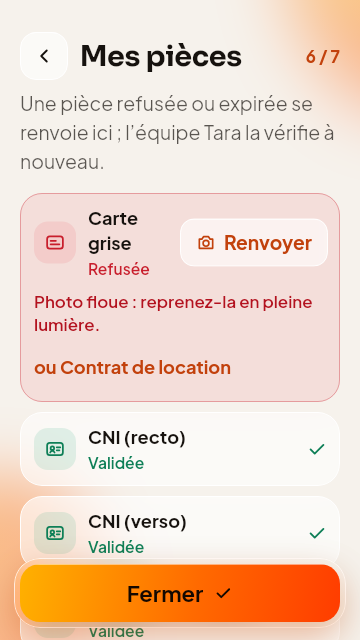 Mes pièces
6 / 7
Une pièce refusée ou expirée se
renvoie ici ; l’équipe Tara la vérifie à
nouveau.
Carte
grise
Refusée
Renvoyer
Photo floue : reprenez-la en pleine
lumière.
ou Contrat de location
CNI (recto)
Validée
CNI (verso)
Validée
Fermer
Validée